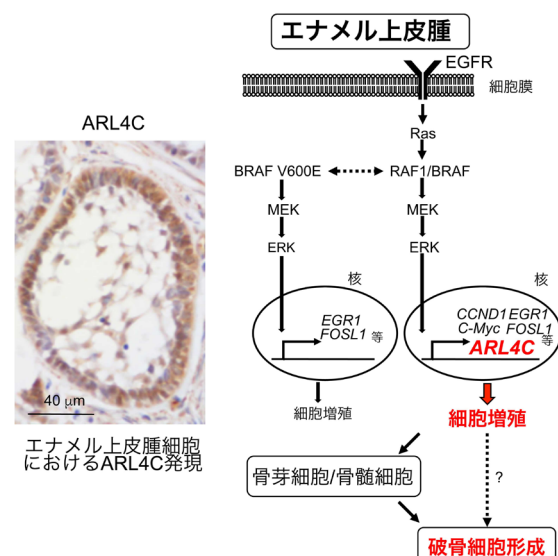 エナメル上皮腫
EGFR
細胞膜
ARL4C
Ras
BRAF V600E
RAF1/BRAF
MEK
MEK
ERK
ERK
核
核
EGR1
FOSL1 等
CCND1 EGR1
C-Myc FOSL1
ARL4C 等
40 μm
細胞増殖
細胞増殖
エナメル上皮腫細胞
におけるARL4C発現
骨芽細胞/骨髄細胞
?
破骨細胞形成